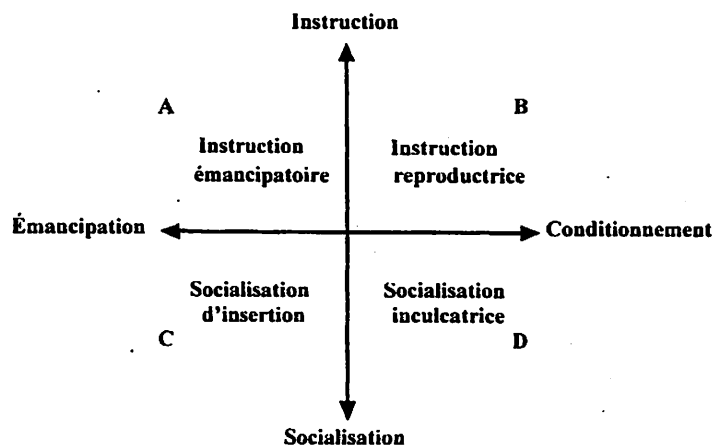 Instruction
A
B
Instruction
émancipatoire
Instruction
reproductrice
Émancipation
Conditionnement
Socialisation
d'insertion
Socialisation
inculcatrice
C
D
Socialisation